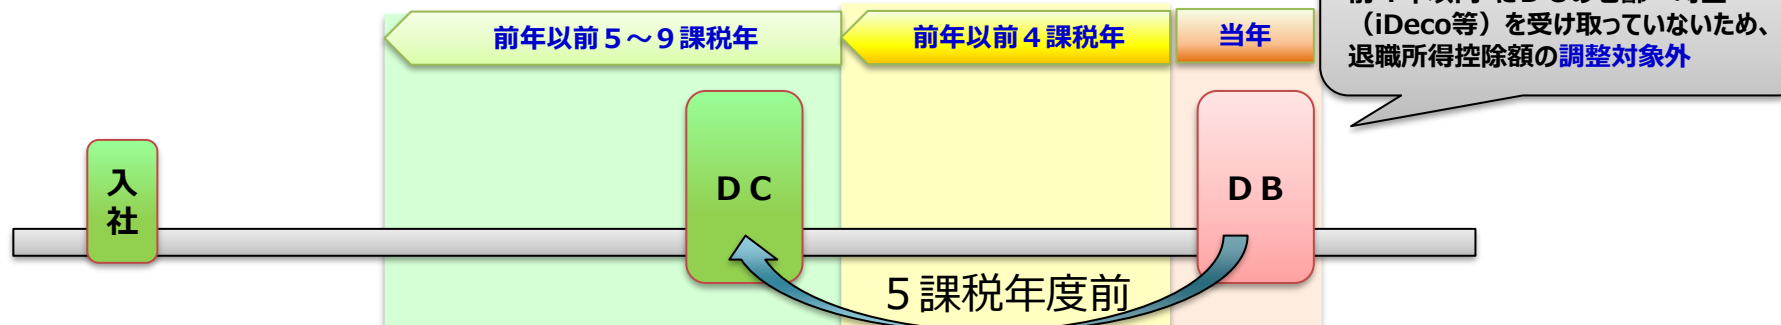 前年以前５～９課税年
前年以前４課税年
当年
（iDeco等）を受け取っていないため、
退職所得控除額の調整対象外
入
社
ＤＣ
ＤＢ
５課税年度前